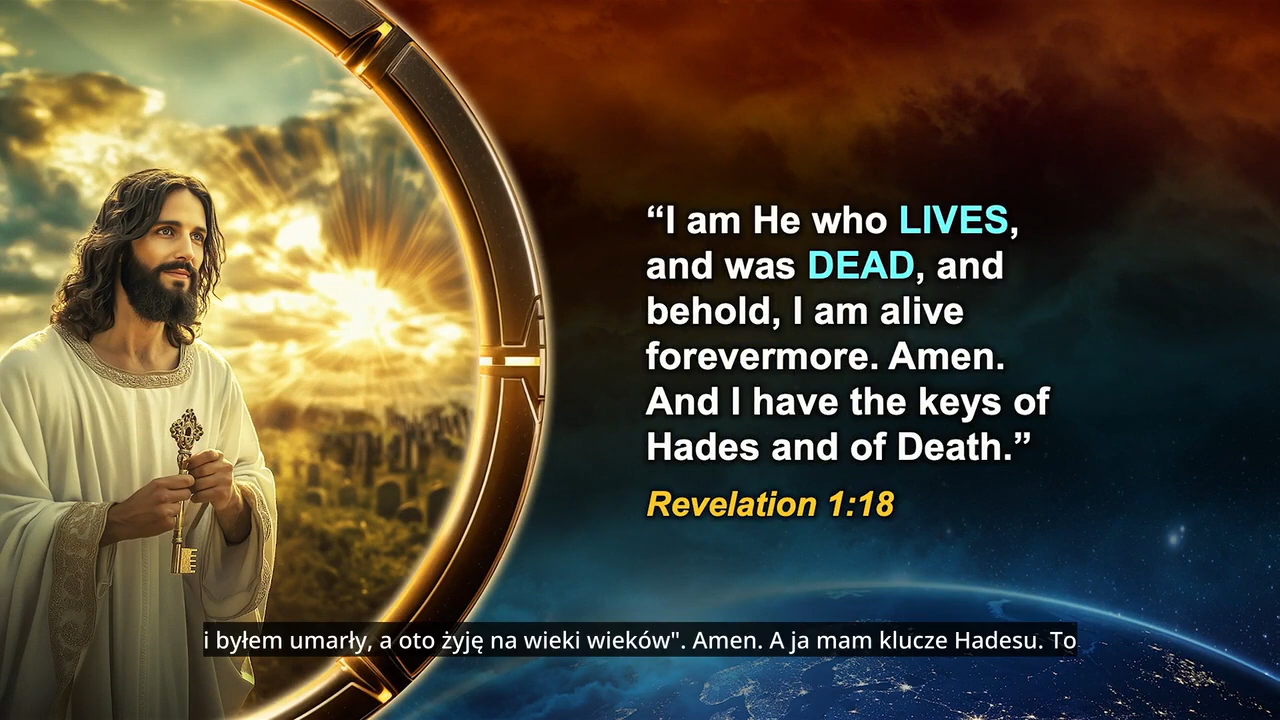 “I am He who LIVES,
and was DEAD, and
behold, I am alive
forevermore. Amen.
And I have the keys of
Hades and of Death.”
Revelation 1:18
i byłem umarły, a oto żyję na wieki wieków". Amen. A ja mam klucze Hadesu. To